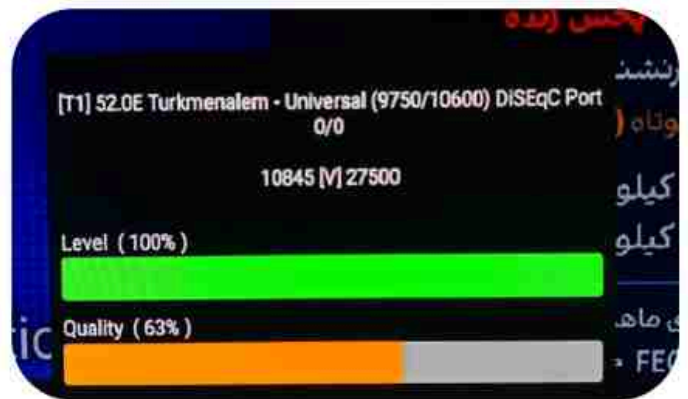 پخش زنده
[T1] 52.0E Turkmenalem - Universal (9750/10600) DiSEqC Port
0/0
10845 [V] 27500
کیلو
کیلو
Level ( 100% )
Quality ( 63% )
FEC